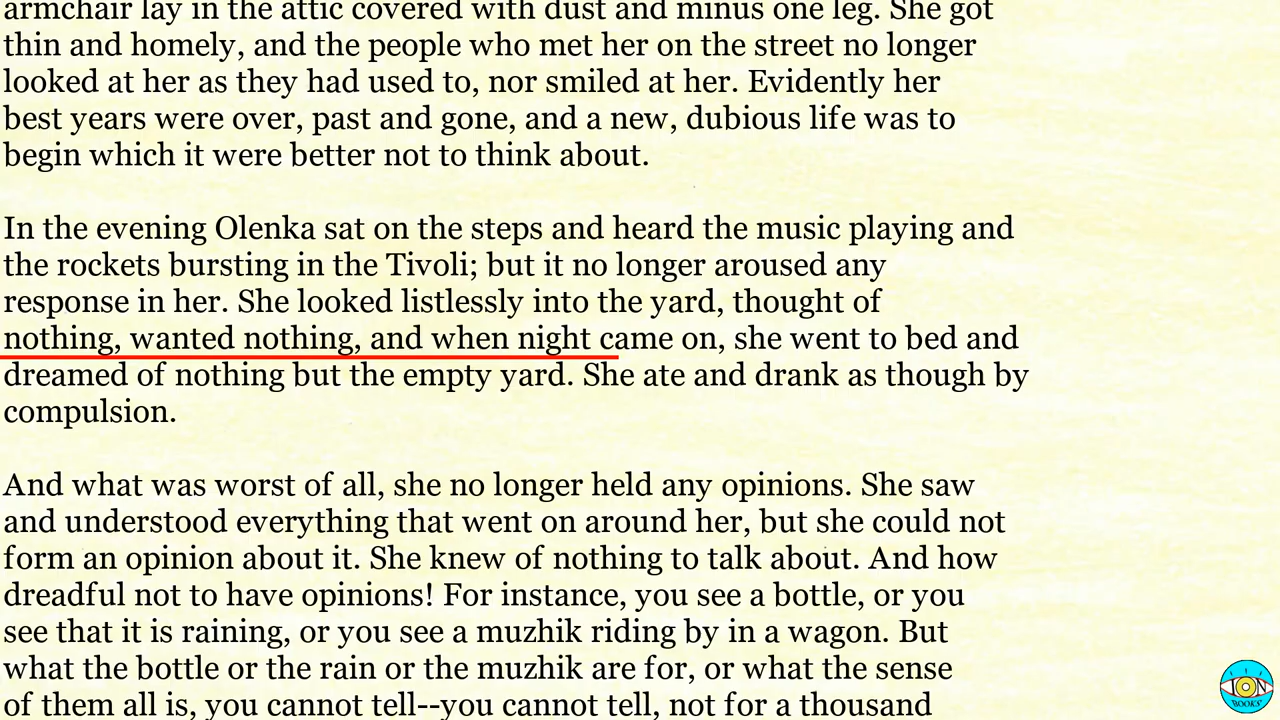 armchair lay in the attic covered with dust and minus one leg. She got
thin and homely, and the people who met her on the street no longer
looked at her as they had used to, nor smiled at her. Evidently her
best years were over, past and gone, and a new, dubious life was to
begin which it were better not to think about.
In the evening Olenka sat on the steps and heard the music playing and
the rockets bursting in the Tivoli; but it no longer aroused any
response in her. She looked listlessly into the yard, thought of
nothing, wanted nothing, and when night came on, she went to bed and
dreamed of nothing but the empty yard. She ate and drank as though by
compulsion.
And what was worst of all, she no longer held any opinions. She saw
and understood everything that went on around her, but she could not
form an opinion about it. She knew of nothing to talk about. And how
dreadful not to have opinions! For instance, you see a bottle, or you
see that it is raining, or you see a muzhik riding by in a wagon. But
what the bottle or the rain or the muzhik are for, or what the sense
of them all is, you cannot tell--you cannot tell, not for a thousand
ION
BOOKS